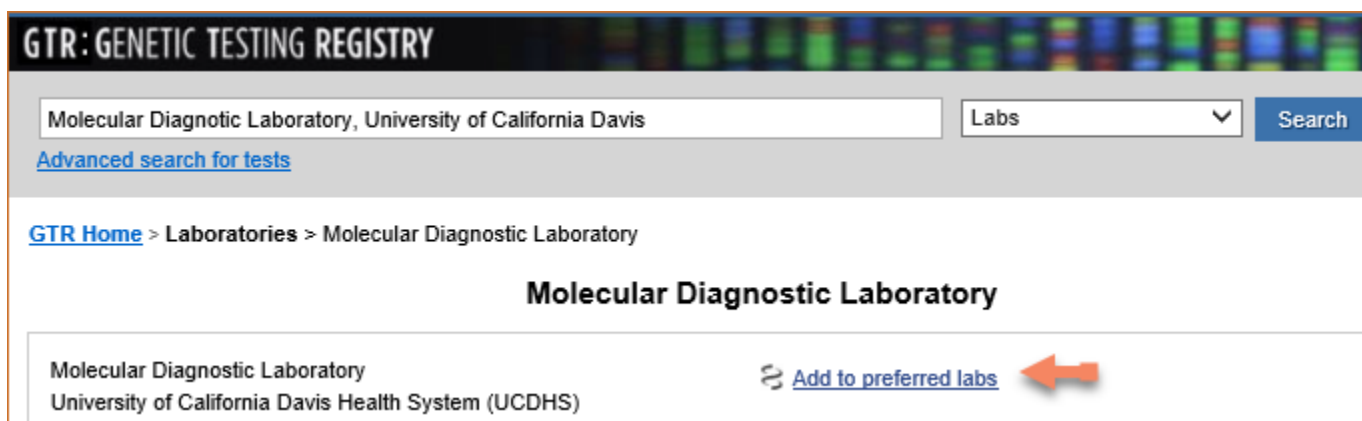 GTR: GENETIC TESTING REGISTRY
Molecular Diagnotic Laboratory, University of California Davis
Labs
Search
Advanced search for tests
GTR Home > Laboratories > Molecular Diagnostic Laboratory
Molecular Diagnostic Laboratory
Molecular Diagnostic Laboratory
Add to preferred labs
University of California Davis Health System (UCDHS)